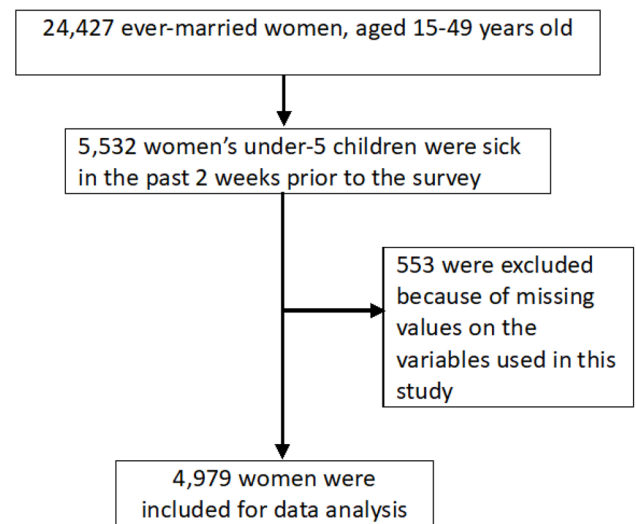 24,427 ever-married women, aged 15-49 years old
5,532 women's under-5 children were sick
in the past 2 weeks prior to the survey
553 were excluded
because of missing
values on the
variables used in this
study
4,979 women were
included for data analysis